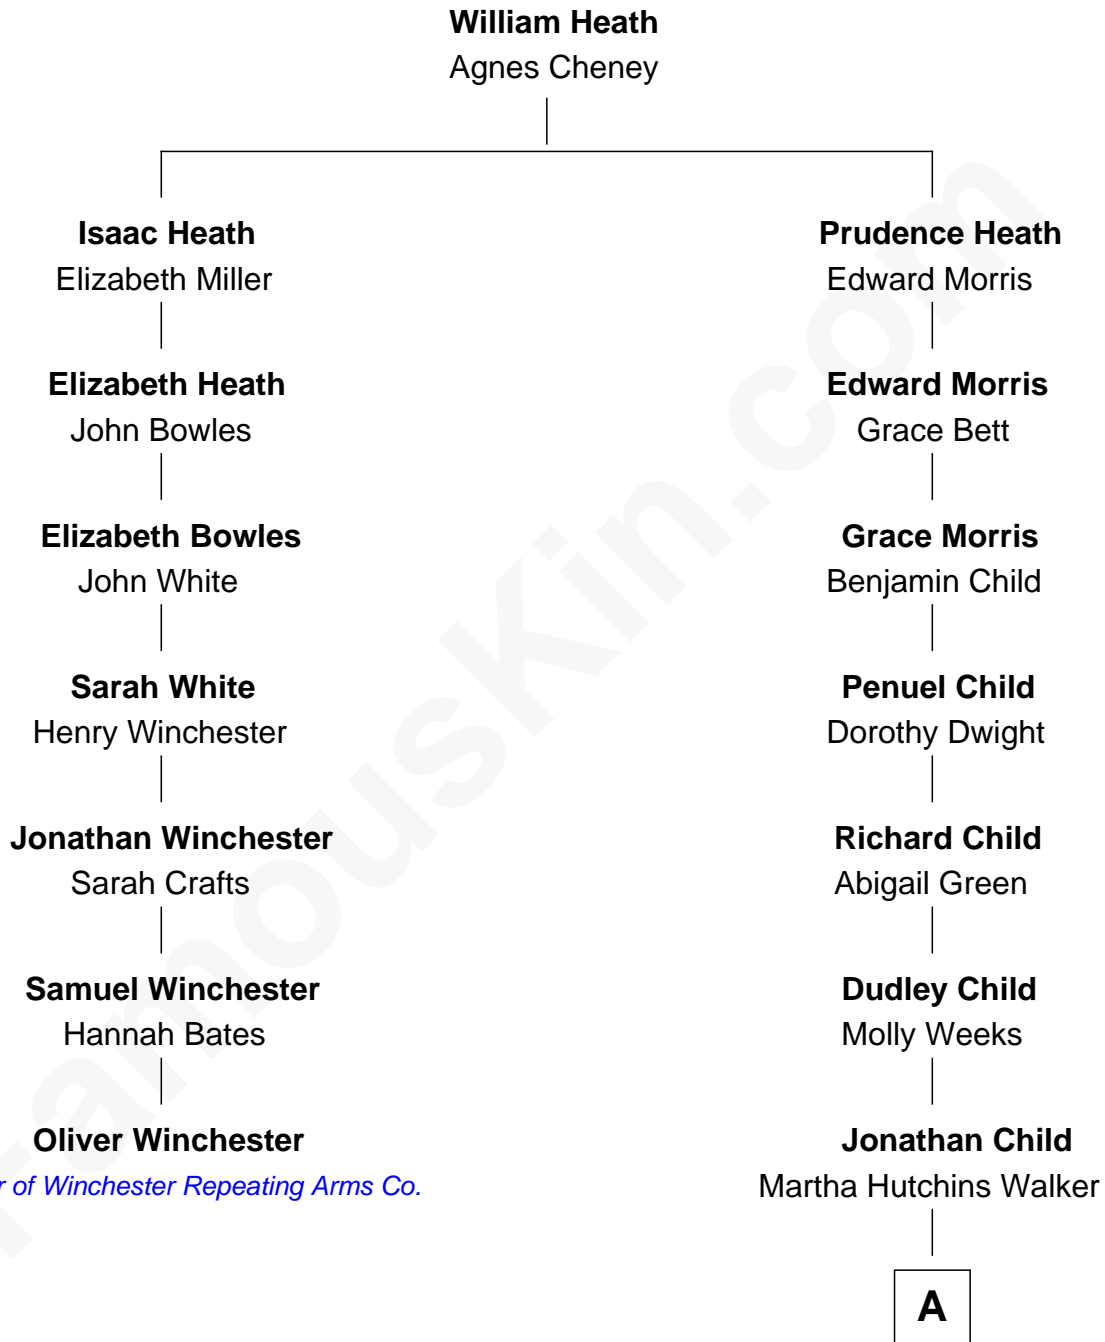 William Heath
Agnes Cheney
Isaac Heath
Elizabeth Miller
Elizabeth Heath
John Bowles
Elizabeth Bowles
John White
Sarah White
Henry Winchester
Jonathan Winchester
Sarah Crafts
Samuel Winchester
Hannah Bates
Oliver Winchester
of Winchester Repeating Arms Co.
Prudence Heath
Edward Morris
Edward Morris
Grace Bett
Grace Morris
Benjamin Child
Penuel Child
Dorothy Dwight
Richard Child
Abigail Green
Dudley Child
Molly Weeks
Jonathan Child
Martha Hutchins Walker
A
FamousKin.com